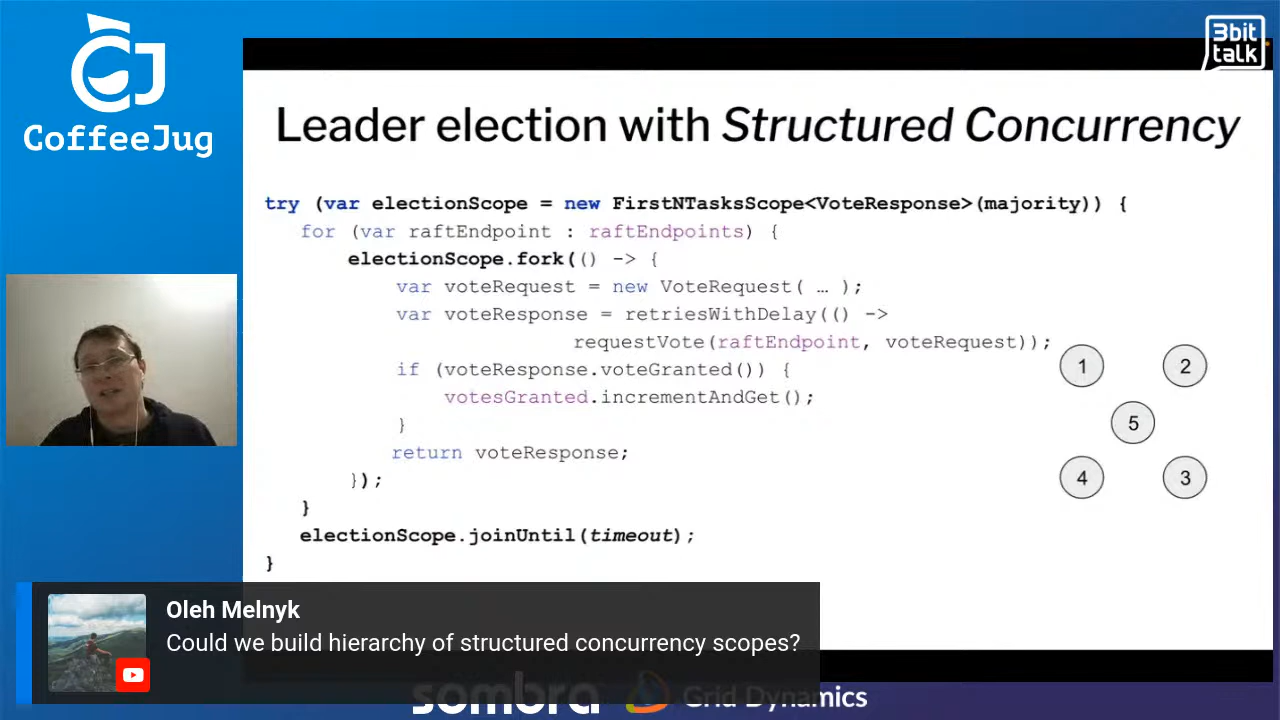 CJ
CoffeeJug
3bit
talk
Leader election with Structured Concurrency
try (var electionScope = new FirstNTasksScope<VoteResponse>(majority)) {
for (var raftEndpoint : raftEndpoints) {
electionScope.fork(() -> {
var voteRequest = new VoteRequest( … );
var voteResponse = retriesWithDelay(() ->
requestVote(raftEndpoint, voteRequest));
if (voteResponse.voteGranted()) {
votesGranted.incrementAndGet();
}
return voteResponse;
});
}
electionScope.joinUntil(timeout);
}
1 2
5
4 3
Oleh Melnyk
Could we build hierarchy of structured concurrency scopes?
sombra Grid Dynamics